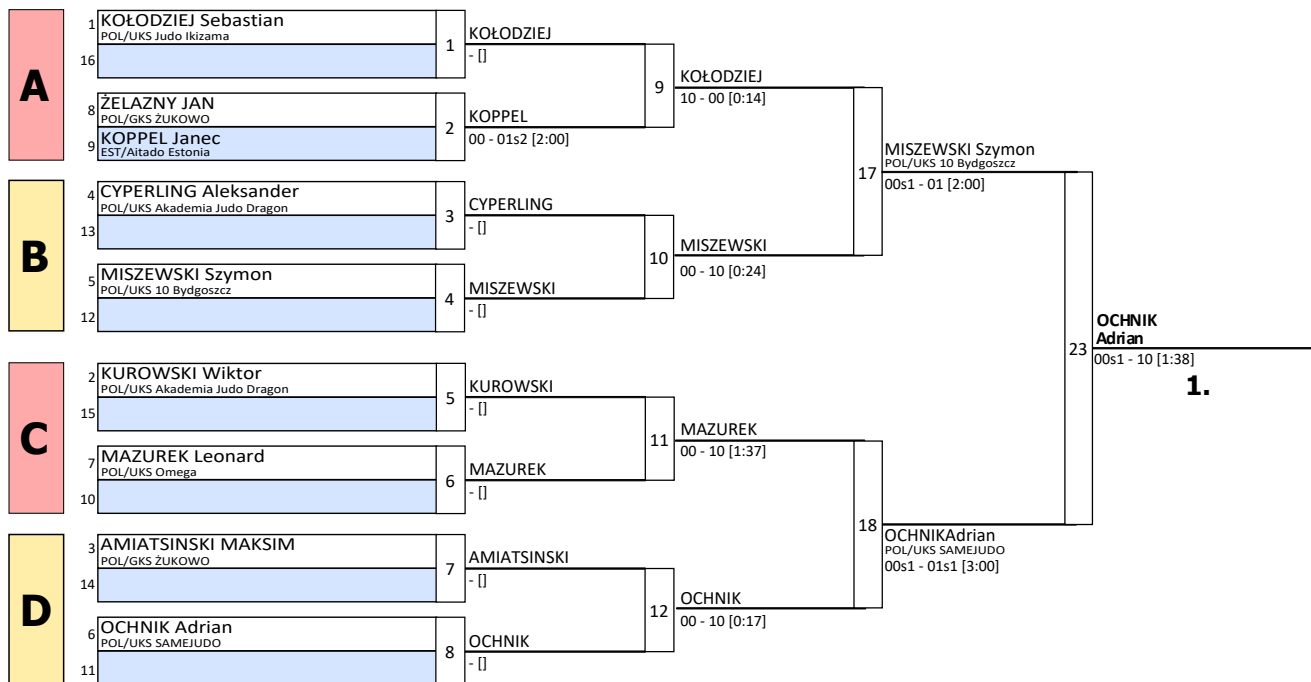 A
1 KOŁODZIEJ Sebastian
POL/UKS Judo Ikizama
16
1
KOŁODZIEJ
- []
8 ŻELAZNY JAN
POL/GKS ŻUKOWO
9 KOPPEL Janec
EST/Aitado Estonia
2
KOPPEL
00 - 01s2 [2:00]
9
KOŁODZIEJ
10 - 00 [0:14]
B
4 CYPERLING Aleksander
POL/UKS Akademia Judo Dragon
13
3
CYPERLING
- []
5 MISZEWSKI Szymon
POL/UKS 10 Bydgoszcz
12
4
MISZEWSKI
- []
10
MISZEWSKI
00 - 10 [0:24]
17
MISZEWSKI Szymon
POL/UKS 10 Bydgoszcz
00s1 - 01 [2:00]
C
2 KUROWSKI Wiktor
POL/UKS Akademia Judo Dragon
15
5
KUROWSKI
- []
7 MAZUREK Leonard
POL/UKS Omega
10
6
MAZUREK
- []
11
MAZUREK
00 - 10 [1:37]
D
3 AMIATSINSKI MAKSIM
POL/GKS ŻUKOWO
14
7
AMIATSINSKI
- []
6 OCHNIK Adrian
POL/UKS SAMEJUDO
11
8
OCHNIK
- []
12
OCHNIK
00 - 10 [0:17]
18
OCHNIKAdrian
POL/UKS SAMEJUDO
00s1 - 01s1 [3:00]
23
OCHNIK
Adrian
00s1 - 10 [1:38]
1.